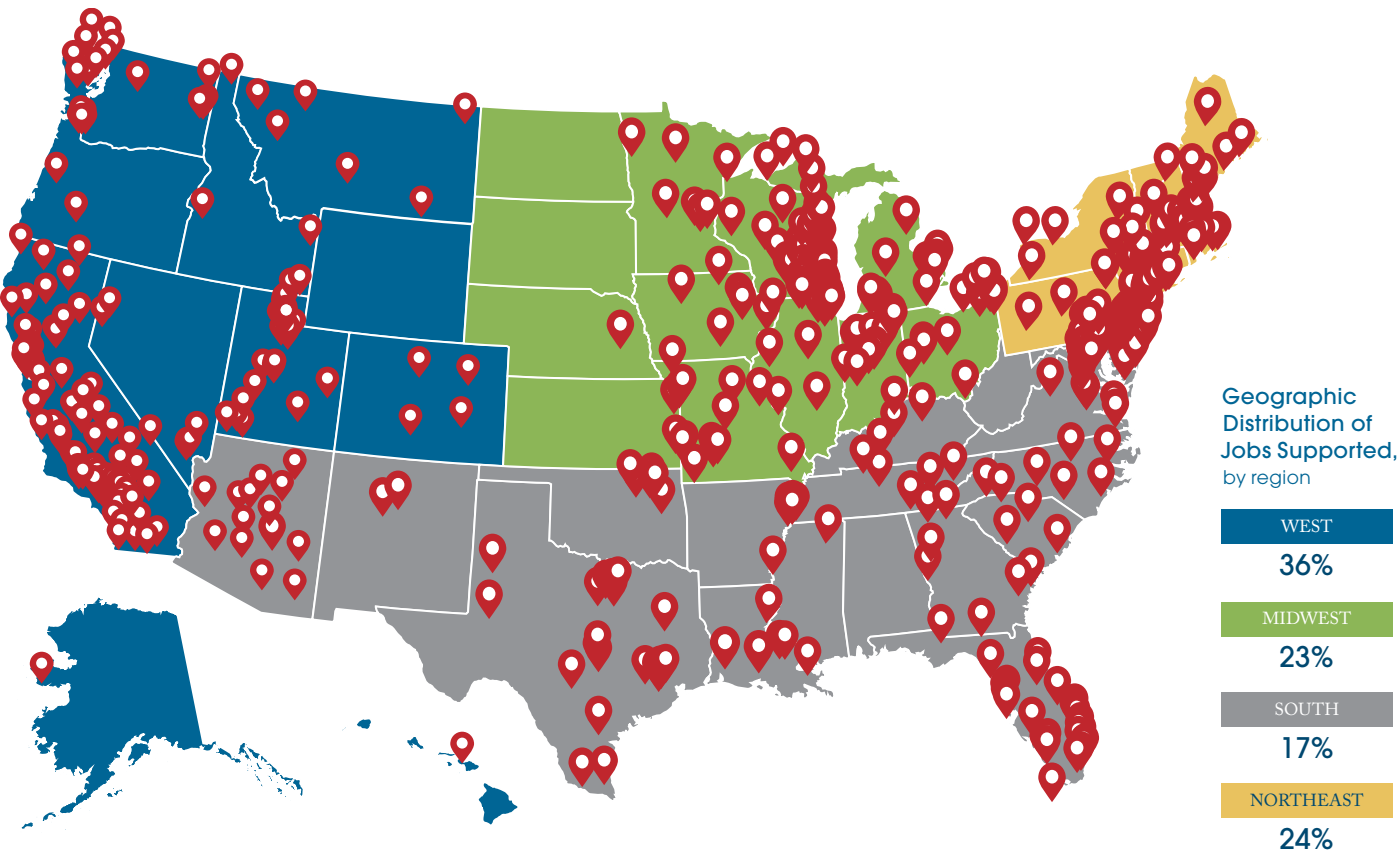 Geographic
Distribution of
Jobs Supported,
by region
WEST
36%
MIDWEST
23%
SOUTH
17%
NORTHEAST
24%